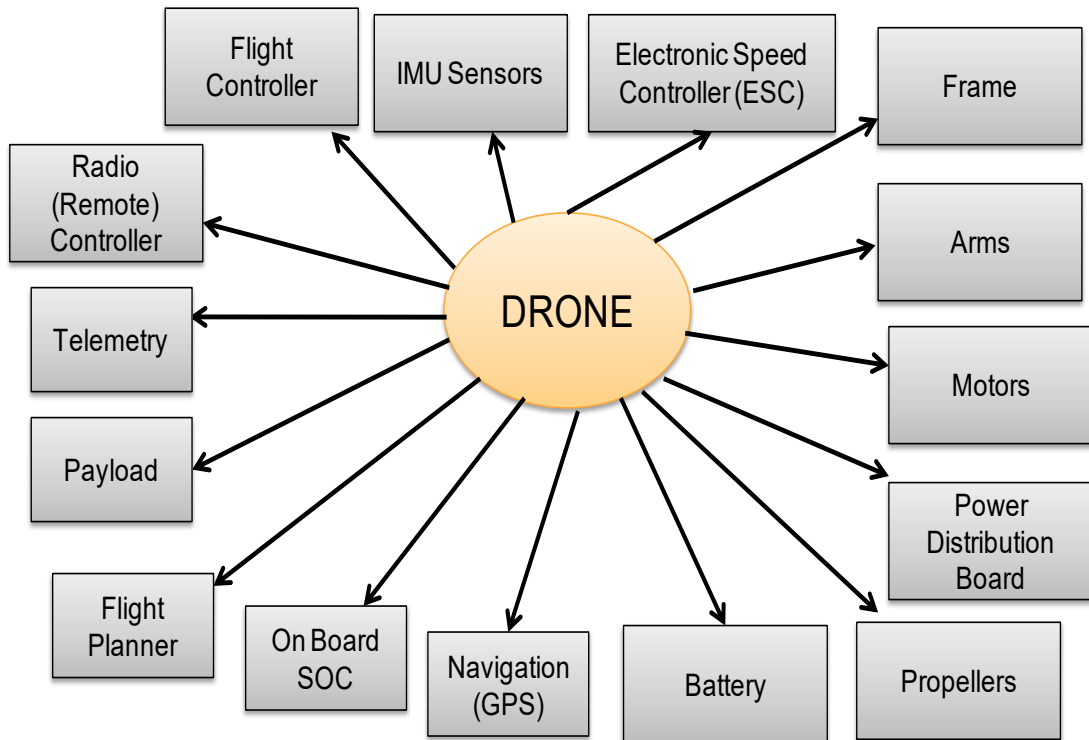 Flight
Controller
IMU Sensors
Electronic Speed
Controller (ESC)
Frame
Radio
(Remote)
Controller
Arms
DRONE
Telemetry
Motors
Payload
Power
Distribution
Board
Flight
Planner
On Board
SOC
Navigation
(GPS)
Battery
Propellers